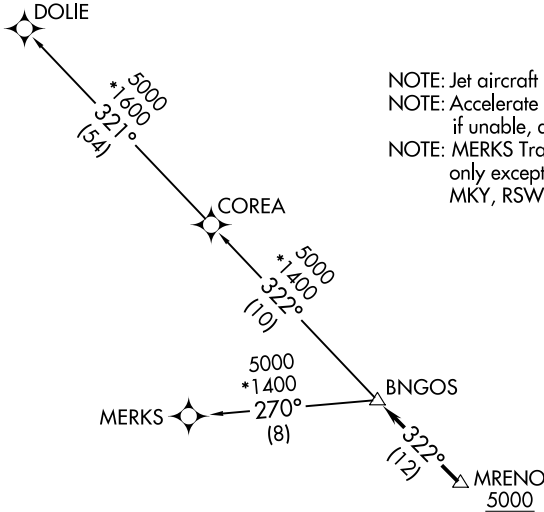 DOLIE
5000
*1600
321°
(54)
NOTE: Jet aircraft
NOTE: Accelerate
if unable,
NOTE: MERKS Tra
only except
MKY, RSW
COREA
5000
*1400
322°
(10)
5000
*1400
270°
(8)
MERKS
BNGOS
322°
(12)
MRENO
5000